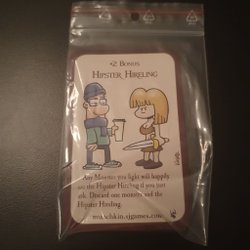 +2 Bonus
Hipster Hireling
Any Monster you fight will happily
eat the Hipster Hireling if you just
ask. Discard one monster and the
Hipster Hireling.
munchkin.sjgames.com